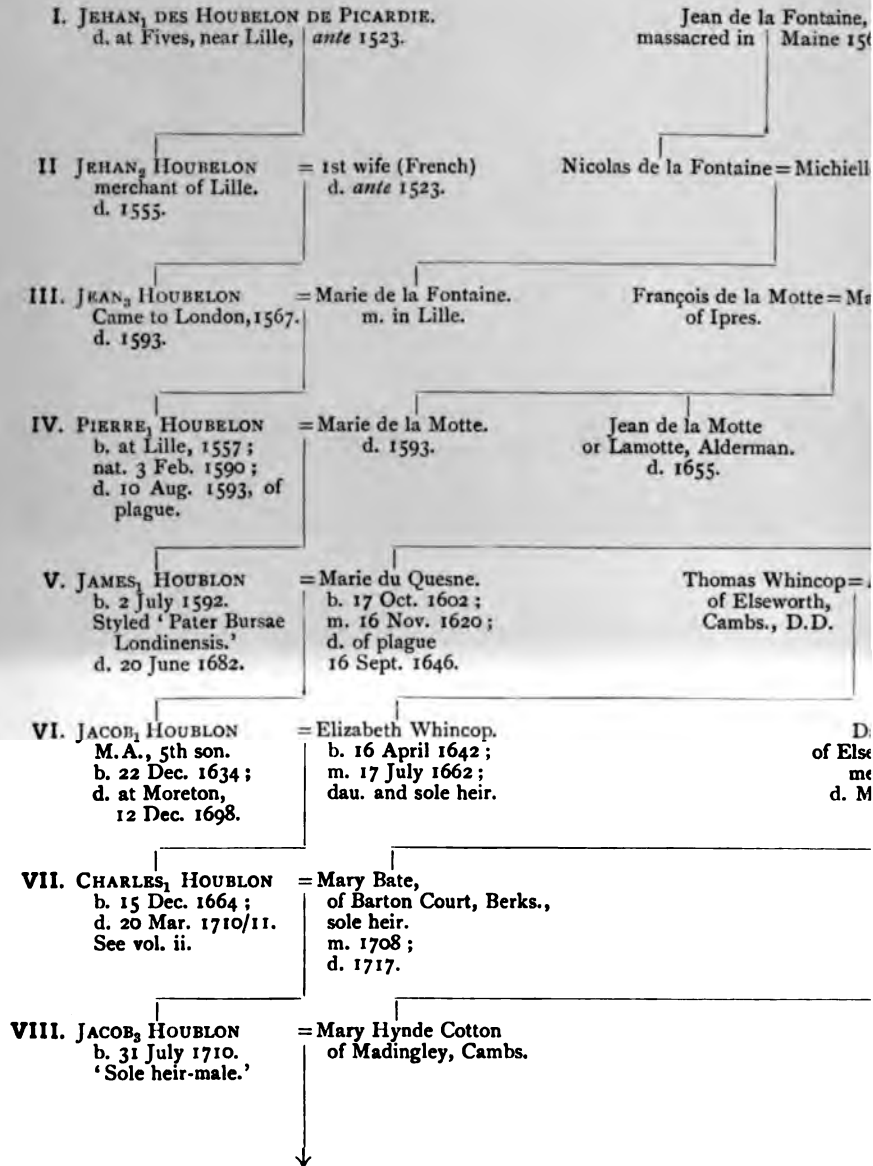 I. JEHAN₁ DES HOUBELON DE PICARDIE.
d. at Fives, near Lille, ante 1523.
Jean de la Fontaine,
massacred in Maine
II JEHAN₂ HOUBELON
merchant of Lille.
d. 1555.
= 1st wife (French)
d. ante 1523.
Nicolas de la Fontaine = Michiell
III. JEAN₃ HOUBELON
Came to London, 1567.
d. 1593.
= Marie de la Fontaine.
m. in Lille.
François de la Motte =
of Ipres.
IV. PIERRE₁ HOUBELON
b. at Lille, 1557 ;
nat. 3 Feb. 1590 ;
d. 10 Aug. 1593, of
plague.
= Marie de la Motte.
d. 1593.
Jean de la Motte
or Lamotte, Alderman.
d. 1655.
V. JAMES₁ HOUBLON
b. 2 July 1592.
Styled ‘ Pater Bursae
Londinensis.’
d. 20 June 1682.
= Marie du Quesne.
b. 17 Oct. 1602 ;
m. 16 Nov. 1620 ;
d. of plague
16 Sept. 1646.
Thomas Whincop =
of Elseworth,
Cambs., D.D.
VI. JACOB₁ HOUBLON
M.A., 5th son.
b. 22 Dec. 1634 ;
d. at Moreton,
12 Dec. 1698.
= Elizabeth Whincop.
b. 16 April 1642 ;
m. 17 July 1662 ;
dau. and sole heir.
D
of Else
me
d. M
VII. CHARLES₁ HOUBLON
b. 15 Dec. 1664 ;
d. 20 Mar. 1710/11.
See vol. ii.
= Mary Bate,
of Barton Court, Berks.,
sole heir.
m. 1708 ;
d. 1717.
VIII. JACOB₃ HOUBLON
b. 31 July 1710.
‘ Sole heir-male.’
= Mary Hynde Cotton
of Madingley, Cambs.